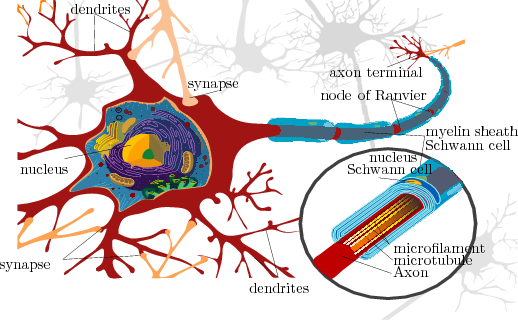 dendrites
synapse
axon terminal
node of Ranvier
myelin sheath
Schwann cell
nucleus
Schwann cell
nucleus
microfilament
microtubule
Axon
synapse
dendrites